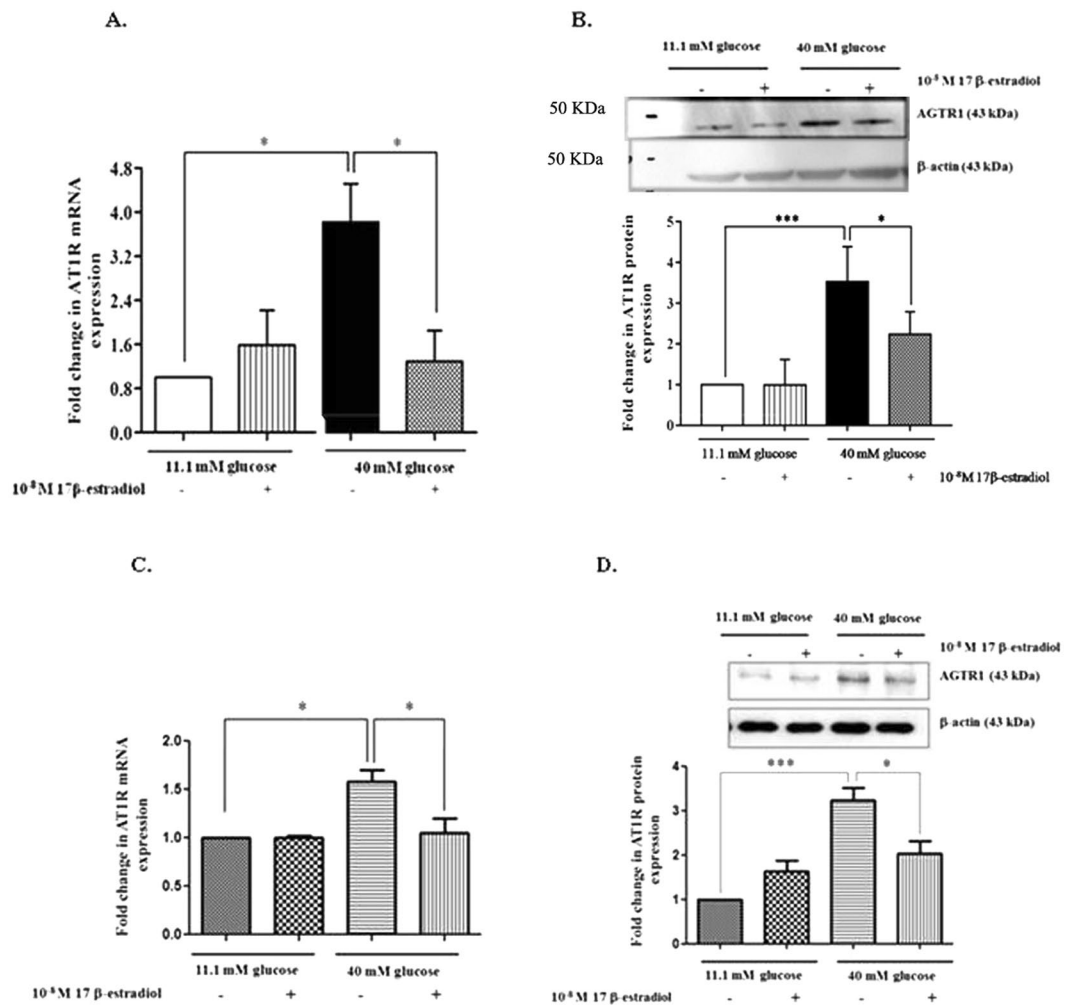 A.
*
*
4.8
4.0
3.2
2.4
1.6
0.8
0.0
Fold change in AT1R mRNA
expression
11.1 mM glucose
40 mM glucose
10⁻⁸M 17β-estradiol
-
+
-
+
B.
11.1 mM glucose
40 mM glucose
10⁻⁸ M 17 β-estradiol
-
+
-
+
50 KDa
AGTR1 (43 kDa)
50 KDa
β-actin (43 kDa)
***
*
5
4
3
2
1
0
Fold change in AT1R protein
expression
11.1 mM glucose
40 mM glucose
-
+
-
+
10⁻⁸M 17β-estradiol
C.
*
*
2.0
1.5
1.0
0.5
0.0
Fold change in AT1R mRNA
expression
11.1 mM glucose
40 mM glucose
10⁻⁸M 17 β-estradiol
-
+
-
+
D.
11.1 mM glucose
40 mM glucose
10⁻⁸ M 17 β-estradiol
-
+
-
+
AGTR1 (43 kDa)
β-actin (43 kDa)
***
*
4
3
2
1
0
Fold change in AT1R protein
expression
11.1 mM glucose
40 mM glucose
10⁻⁸M 17 β-estradiol
-
+
-
+